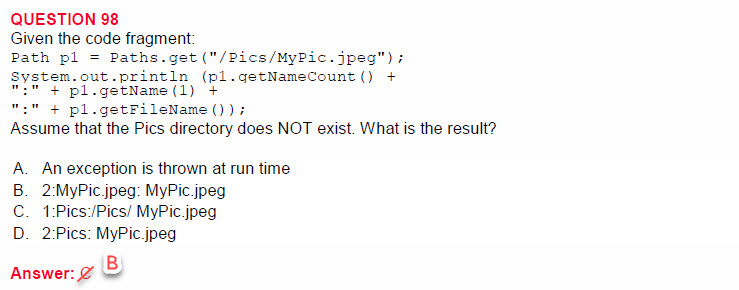 QUESTION 98
Given the code fragment:
Path p1 = Paths.get("/Pics/MyPic.jpeg");
System.out.println (p1.getNameCount() +
":" + p1.getName(1) +
":" + p1.getFileName());
Assume that the Pics directory does NOT exist. What is the result?
A. An exception is thrown at run time
B. 2:MyPic.jpeg: MyPic.jpeg
C. 1:Pics:/Pics/ MyPic.jpeg
D. 2:Pics: MyPic.jpeg
Answer: C B